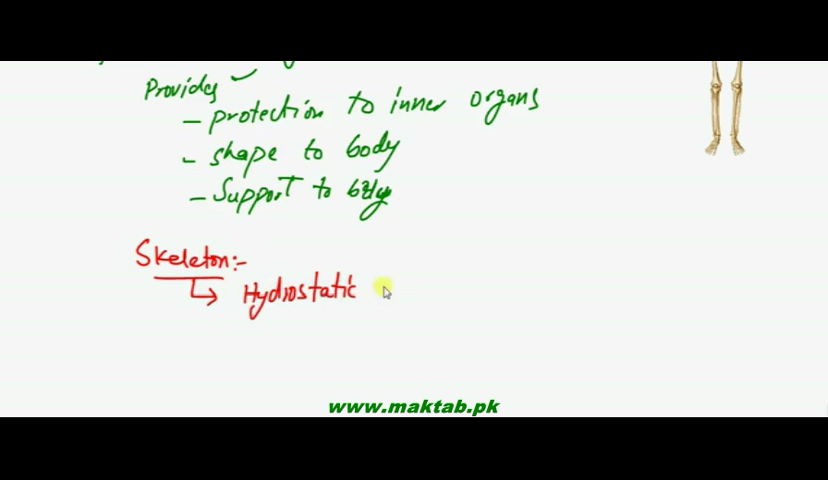 Provides
- protection to inner organs
- shape to body
- Support to body
Skeleton:-
↳ Hydrostatic
www.maktab.pk